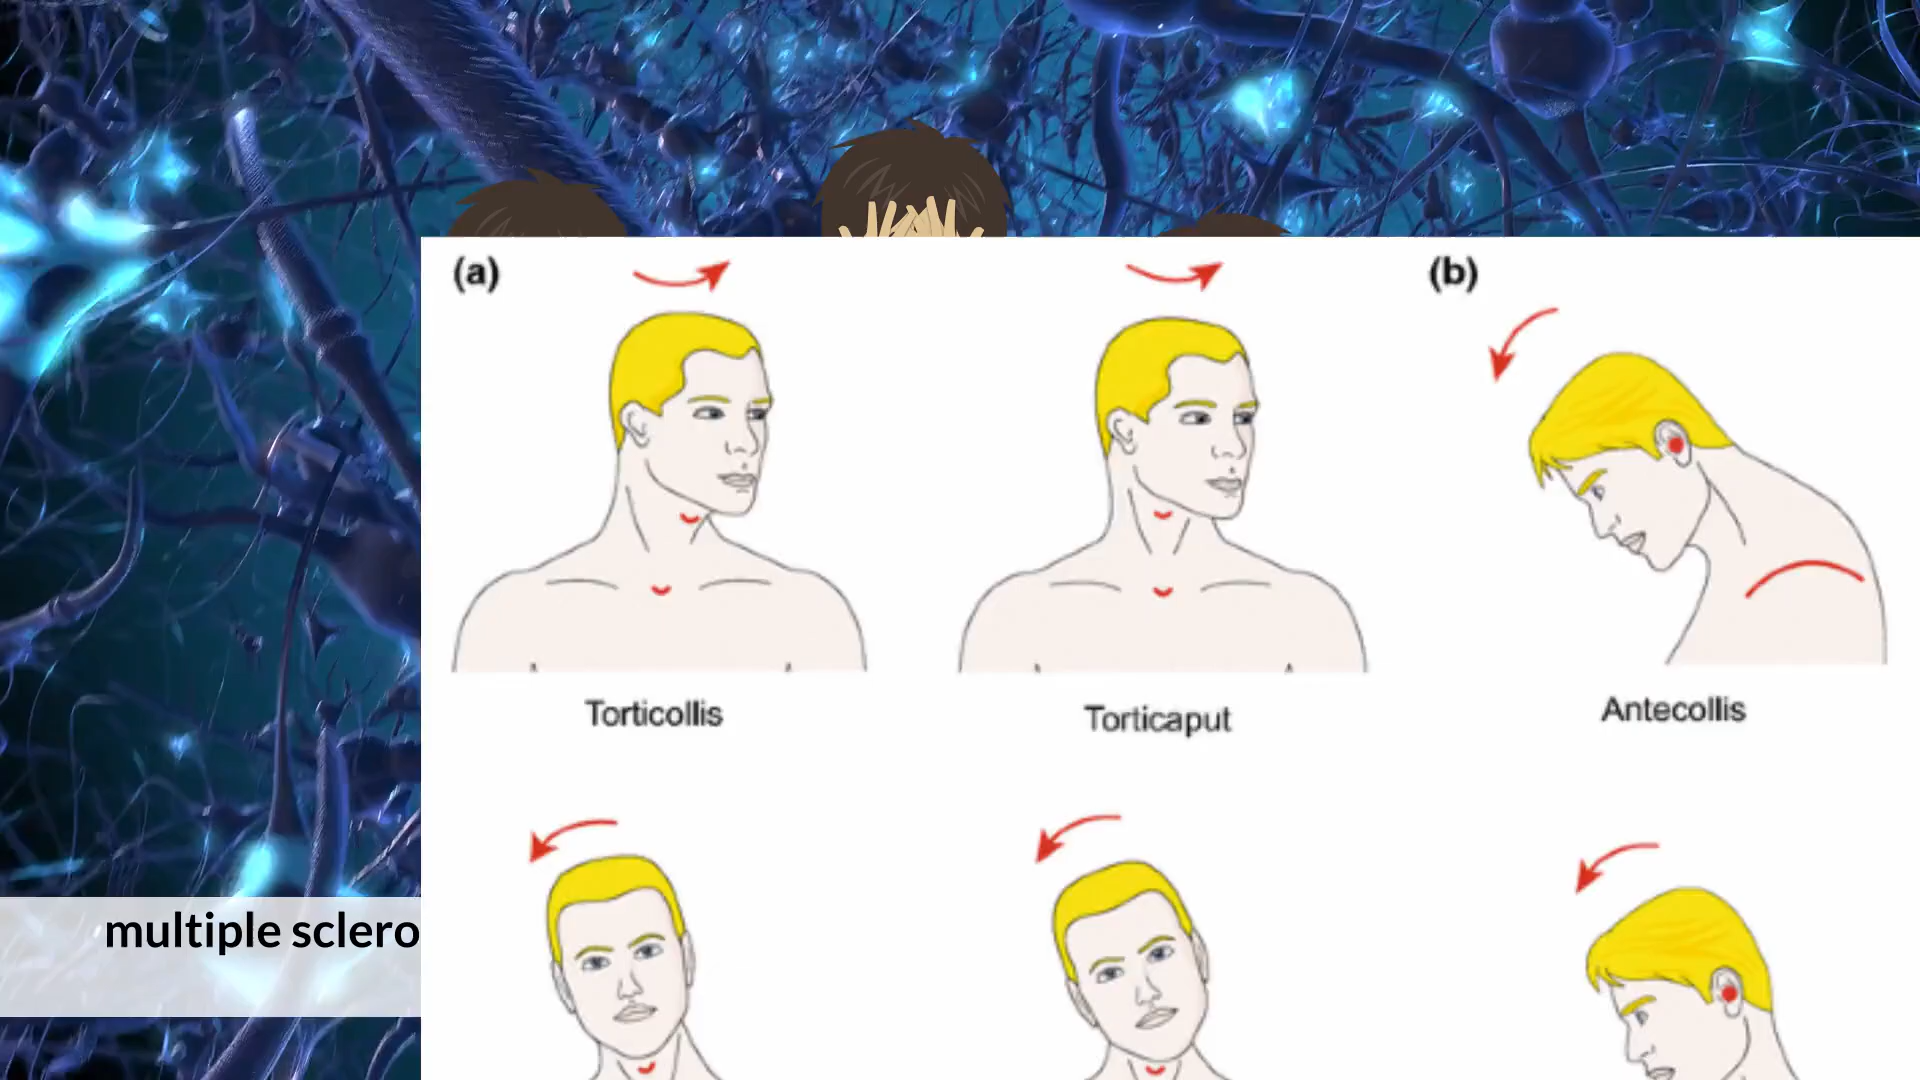 (a)
(b)
Torticollis
Torticaput
Antecollis
multiple sclero